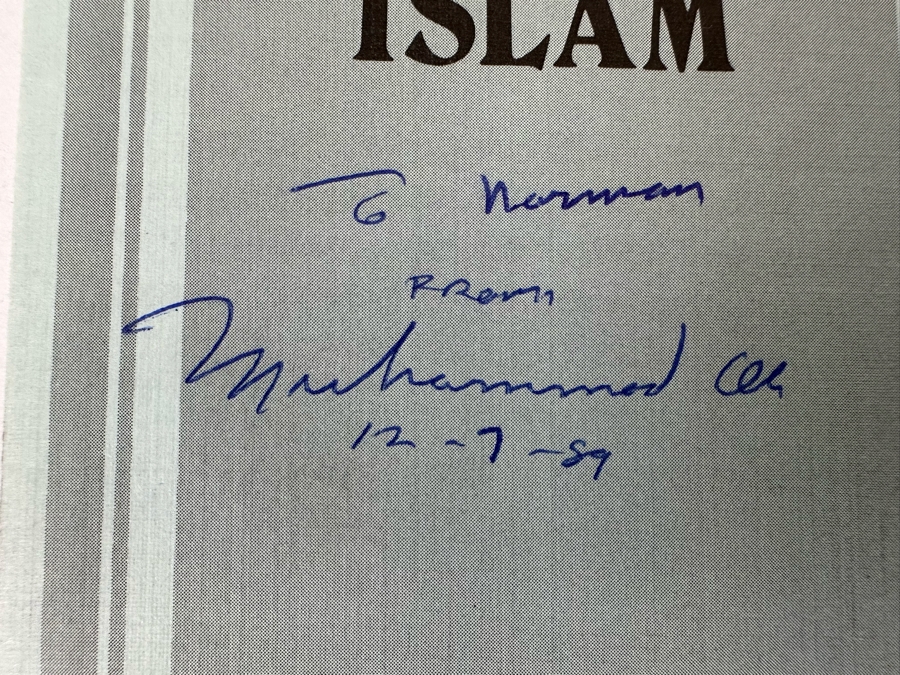 ISLAM
To Norman
From
Muhammad Ali
12-7-89